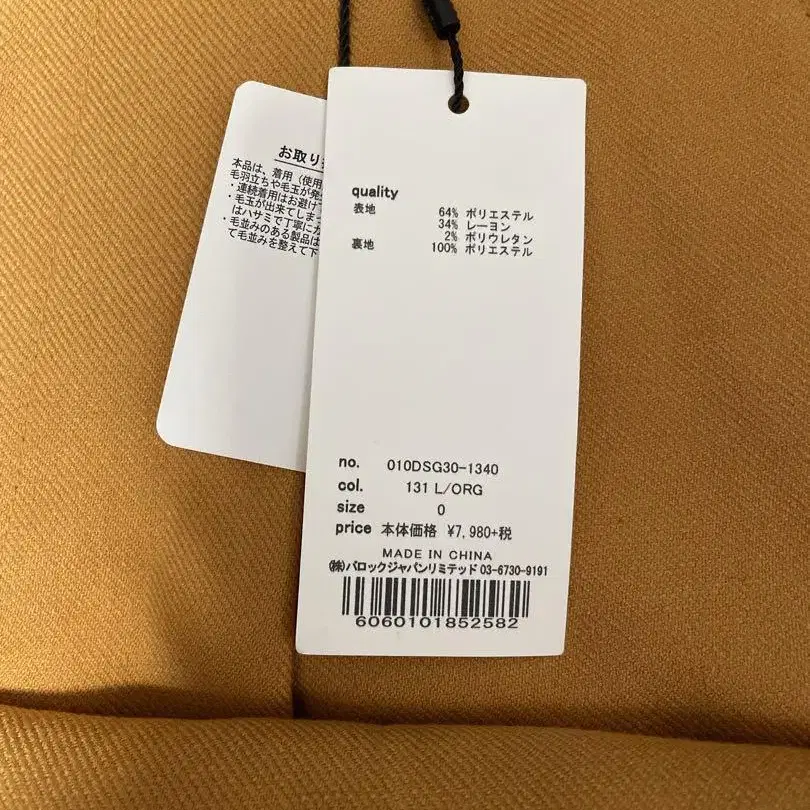 お取り
本品は、着用（使用
毛羽立ちや毛玉が発
・連続着用はお避け
・毛玉が出来てしまっ
はハサミで丁寧にカ
・毛並みのある製品は
て毛並みを整えて下
quality
表地 64% ポリエステル
34% レーヨン
2% ポリウレタン
裏地 100% ポリエステル
no. 010DSG30-1340
col. 131 L/ORG
size 0
price 本体価格 ¥7,980+税
MADE IN CHINA
㈱バロックジャパンリミテッド 03-6730-9191
6060101852582